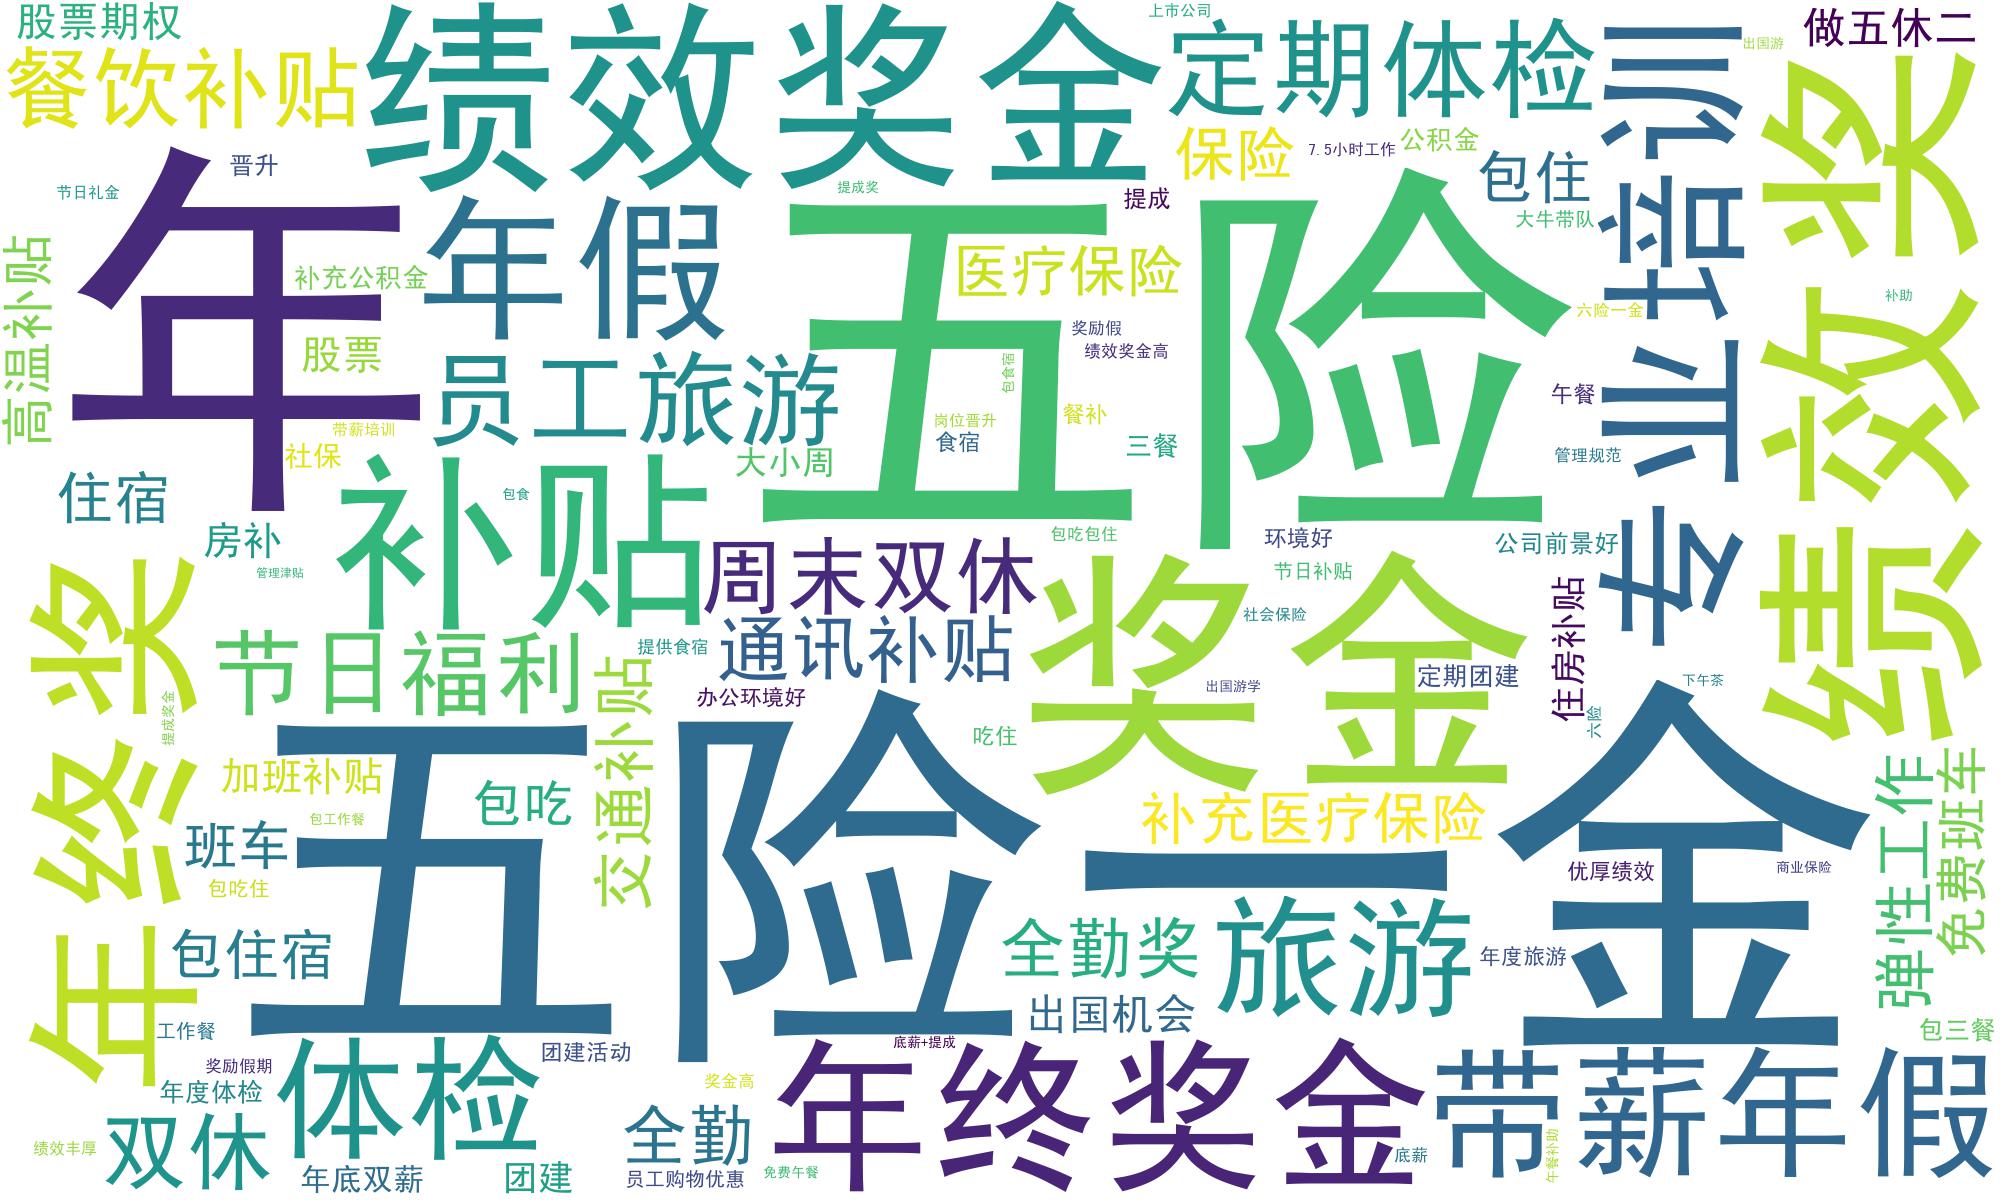 股票期权
绩效奖金
上市公司
定期体检
做五休二
出国游
餐饮补贴
保险
7.5小时工作
公积金
包住
专业培训
绩效奖
年
晋升
节日礼金
提成奖
提成
大牛带队
年假
五险
医疗保险
高温补贴
补充公积金
股票
奖励假
绩效奖金高
六险一金
补助
员工旅游
包食宿
岗位晋升
食宿
餐补
三餐
午餐
管理规范
带薪培训
社保
大小周
住宿
补贴
包食
房补
管理津贴
周末双休
包吃包住
环境好
公司前景好
节日补贴
年终奖
奖金
住房补贴
社会保险
节日福利
提供食宿
通讯补贴
定期团建
出国游学
下午茶
六险
提成奖金
交通补贴
办公环境好
吃住
五险一金
加班补贴
包吃
包工作餐
班车
补充医疗保险
弹性工作
免费班车
优厚绩效
商业保险
包吃住
包住宿
全勤奖
旅游
年度旅游
出国机会
工作餐
包三餐
体检
团建活动
底薪+提成
奖励假期
年度体检
奖金高
年终奖金
带薪年假
双休
绩效丰厚
全勤
底薪
午餐补助
年底双薪
团建
员工购物优惠
免费午餐